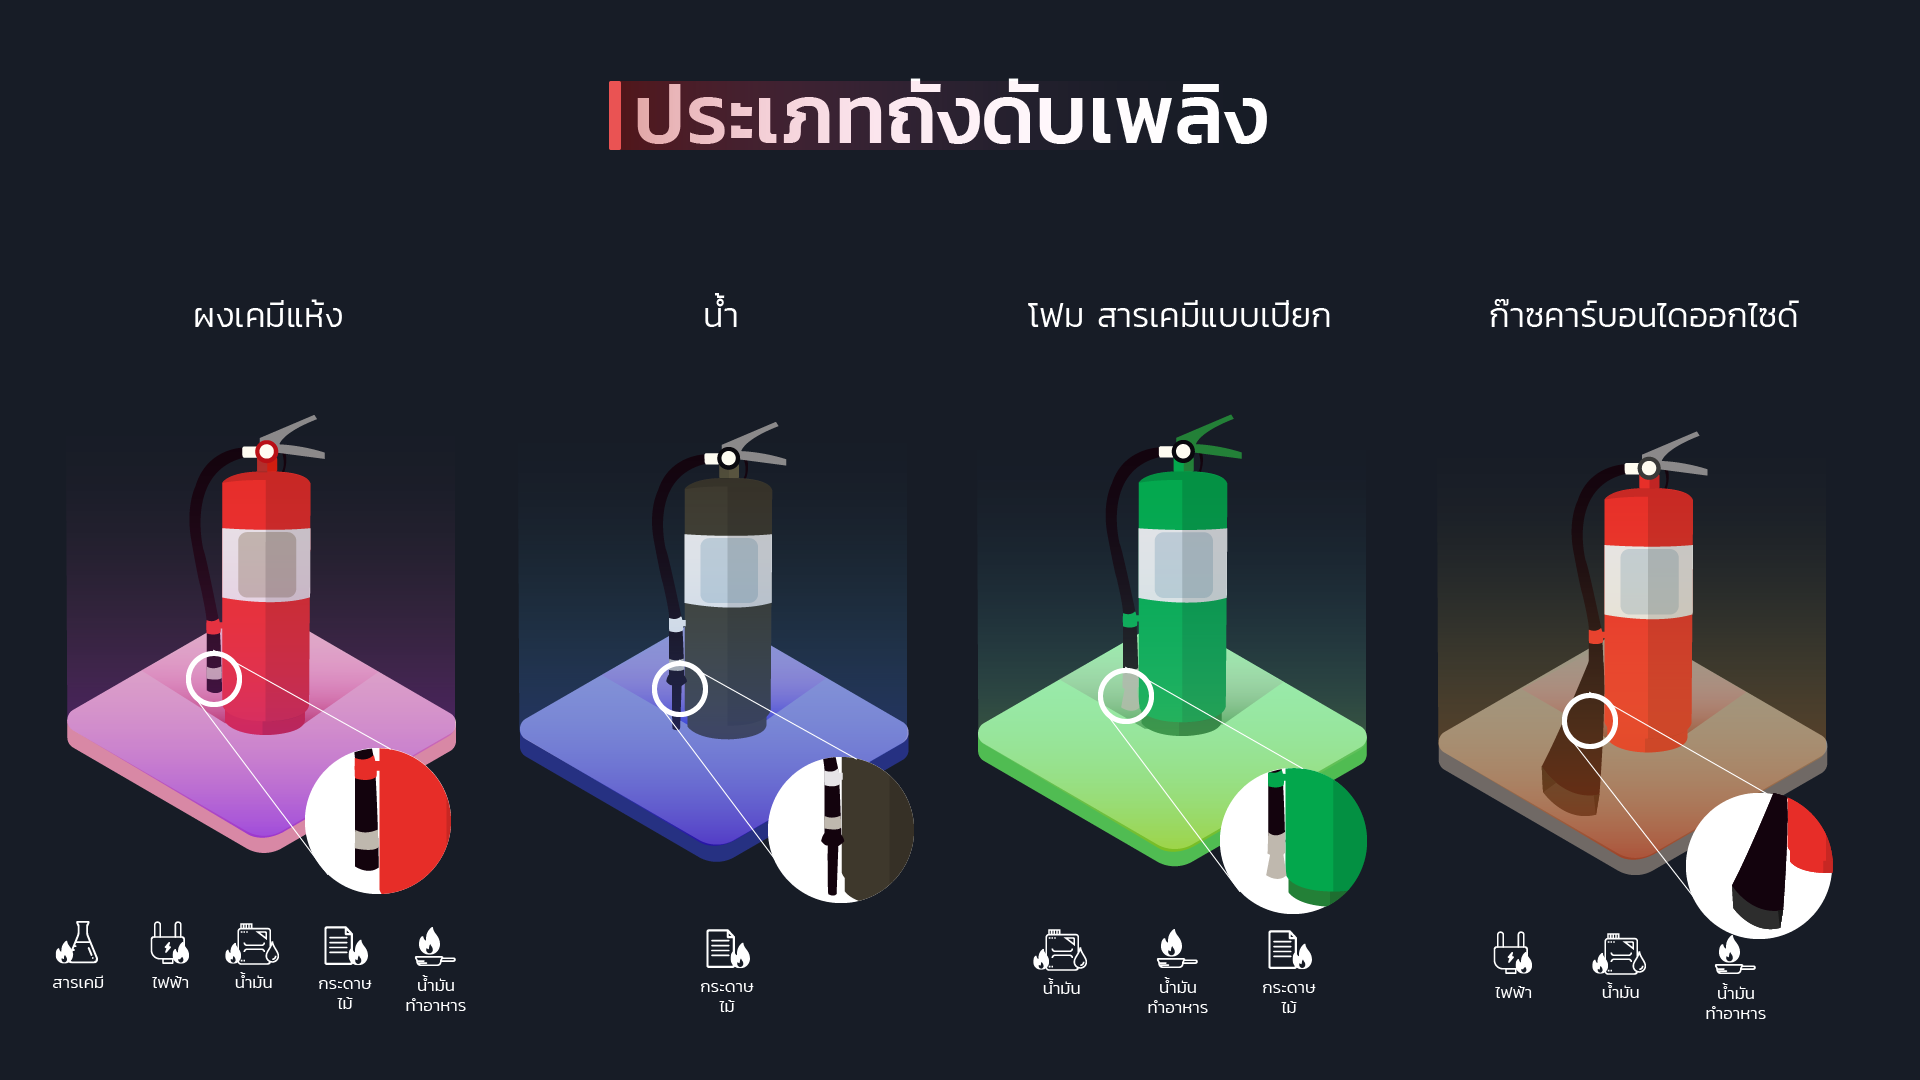 ประเภทถังดับเพลิง
ผงเคมีแห้ง
น้ำ
โฟม สารเคมีแบบเปียก
ก๊าซคาร์บอนไดออกไซด์
สารเคมี
ไฟฟ้า
น้ำมัน
กระดาษ
ไม้
น้ำมัน
ทำอาหาร
กระดาษ
ไม้
น้ำมัน
น้ำมัน
ทำอาหาร
กระดาษ
ไม้
ไฟฟ้า
น้ำมัน
น้ำมัน
ทำอาหาร